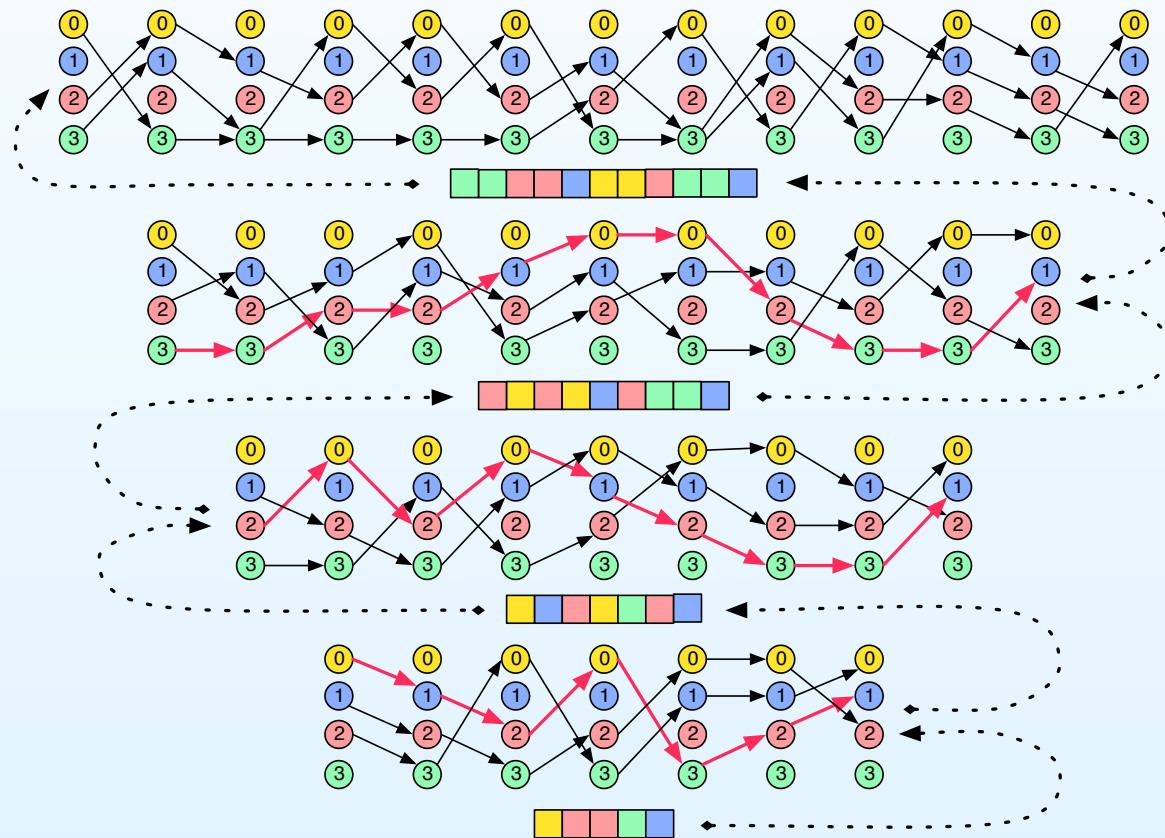 0 0 0 0 0 0 0 0 0 0 0 0 0
1 1 1 1 1 1 1 1 1 1 1 1 1
2 2 2 2 2 2 2 2 2 2 2 2 2
3 3 3 3 3 3 3 3 3 3 3 3 3
0 0 0 0 0 0 0 0 0 0 0
1 1 1 1 1 1 1 1 1 1 1
2 2 2 2 2 2 2 2 2 2 2
3 3 3 3 3 3 3 3 3 3 3
0 0 0 0 0 0 0 0 0
1 1 1 1 1 1 1 1 1
2 2 2 2 2 2 2 2 2
3 3 3 3 3 3 3 3 3
0 0 0 0 0 0 0
1 1 1 1 1 1 1
2 2 2 2 2 2 2
3 3 3 3 3 3 3